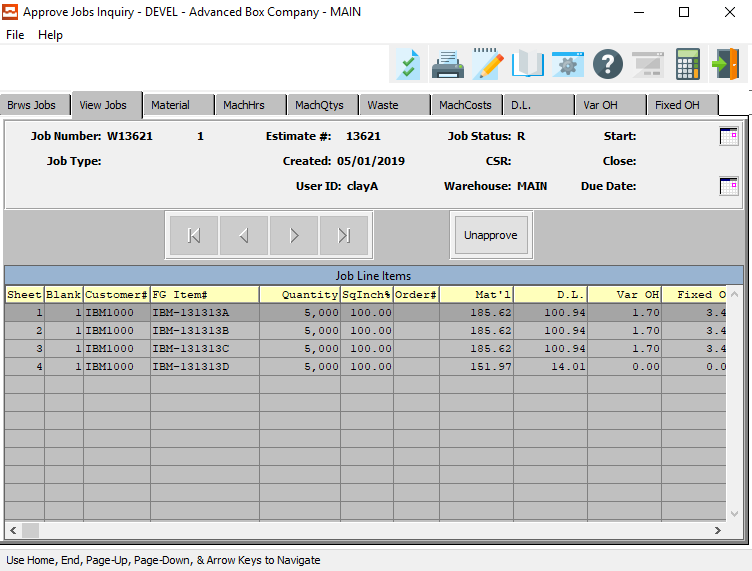 Approve Jobs Inquiry - DEVEL - Advanced Box Company - MAIN
File Help
Brws Jobs View Jobs Material MachHrs MachQtys Waste MachCosts D.L. Var OH Fixed OH
Job Number: W13621 1 Estimate #: 13621 Job Status: R Start:
Job Type: Created: 05/01/2019 CSR: Close:
User ID: clayA Warehouse: MAIN Due Date:
Unapprove
Job Line Items
Sheet Blank Customer# FG Item# Quantity SqInch% Order# Mat'l D.L. Var OH Fixed O
1 1 IBM1000 IBM-131313A 5,000 100.00 185.62 100.94 1.70 3.4
2 1 IBM1000 IBM-131313B 5,000 100.00 185.62 100.94 1.70 3.4
3 1 IBM1000 IBM-131313C 5,000 100.00 185.62 100.94 1.70 3.4
4 1 IBM1000 IBM-131313D 5,000 100.00 151.97 14.01 0.00 0.0
Use Home, End, Page-Up, Page-Down, & Arrow Keys to Navigate